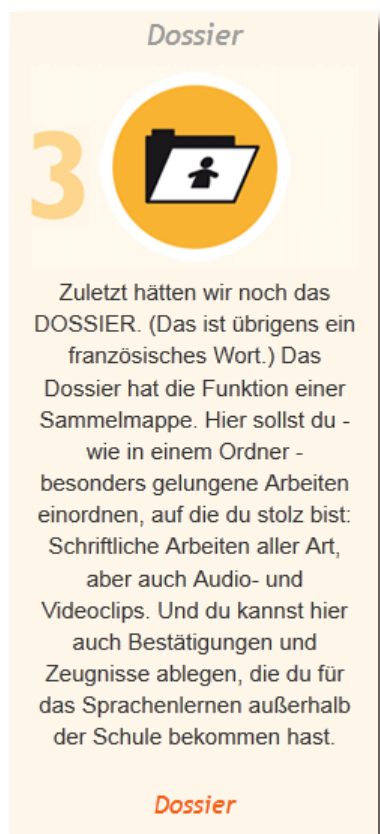 Dossier
3
Zuletzt hätten wir noch das
DOSSIER. (Das ist übrigens ein
französisches Wort.) Das
Dossier hat die Funktion einer
Sammelmappe. Hier sollst du -
wie in einem Ordner -
besonders gelungene Arbeiten
einordnen, auf die du stolz bist:
Schriftliche Arbeiten aller Art,
aber auch Audio- und
Videoclips. Und du kannst hier
auch Bestätigungen und
Zeugnisse ablegen, die du für
das Sprachenlernen außerhalb
der Schule bekommen hast.
Dossier